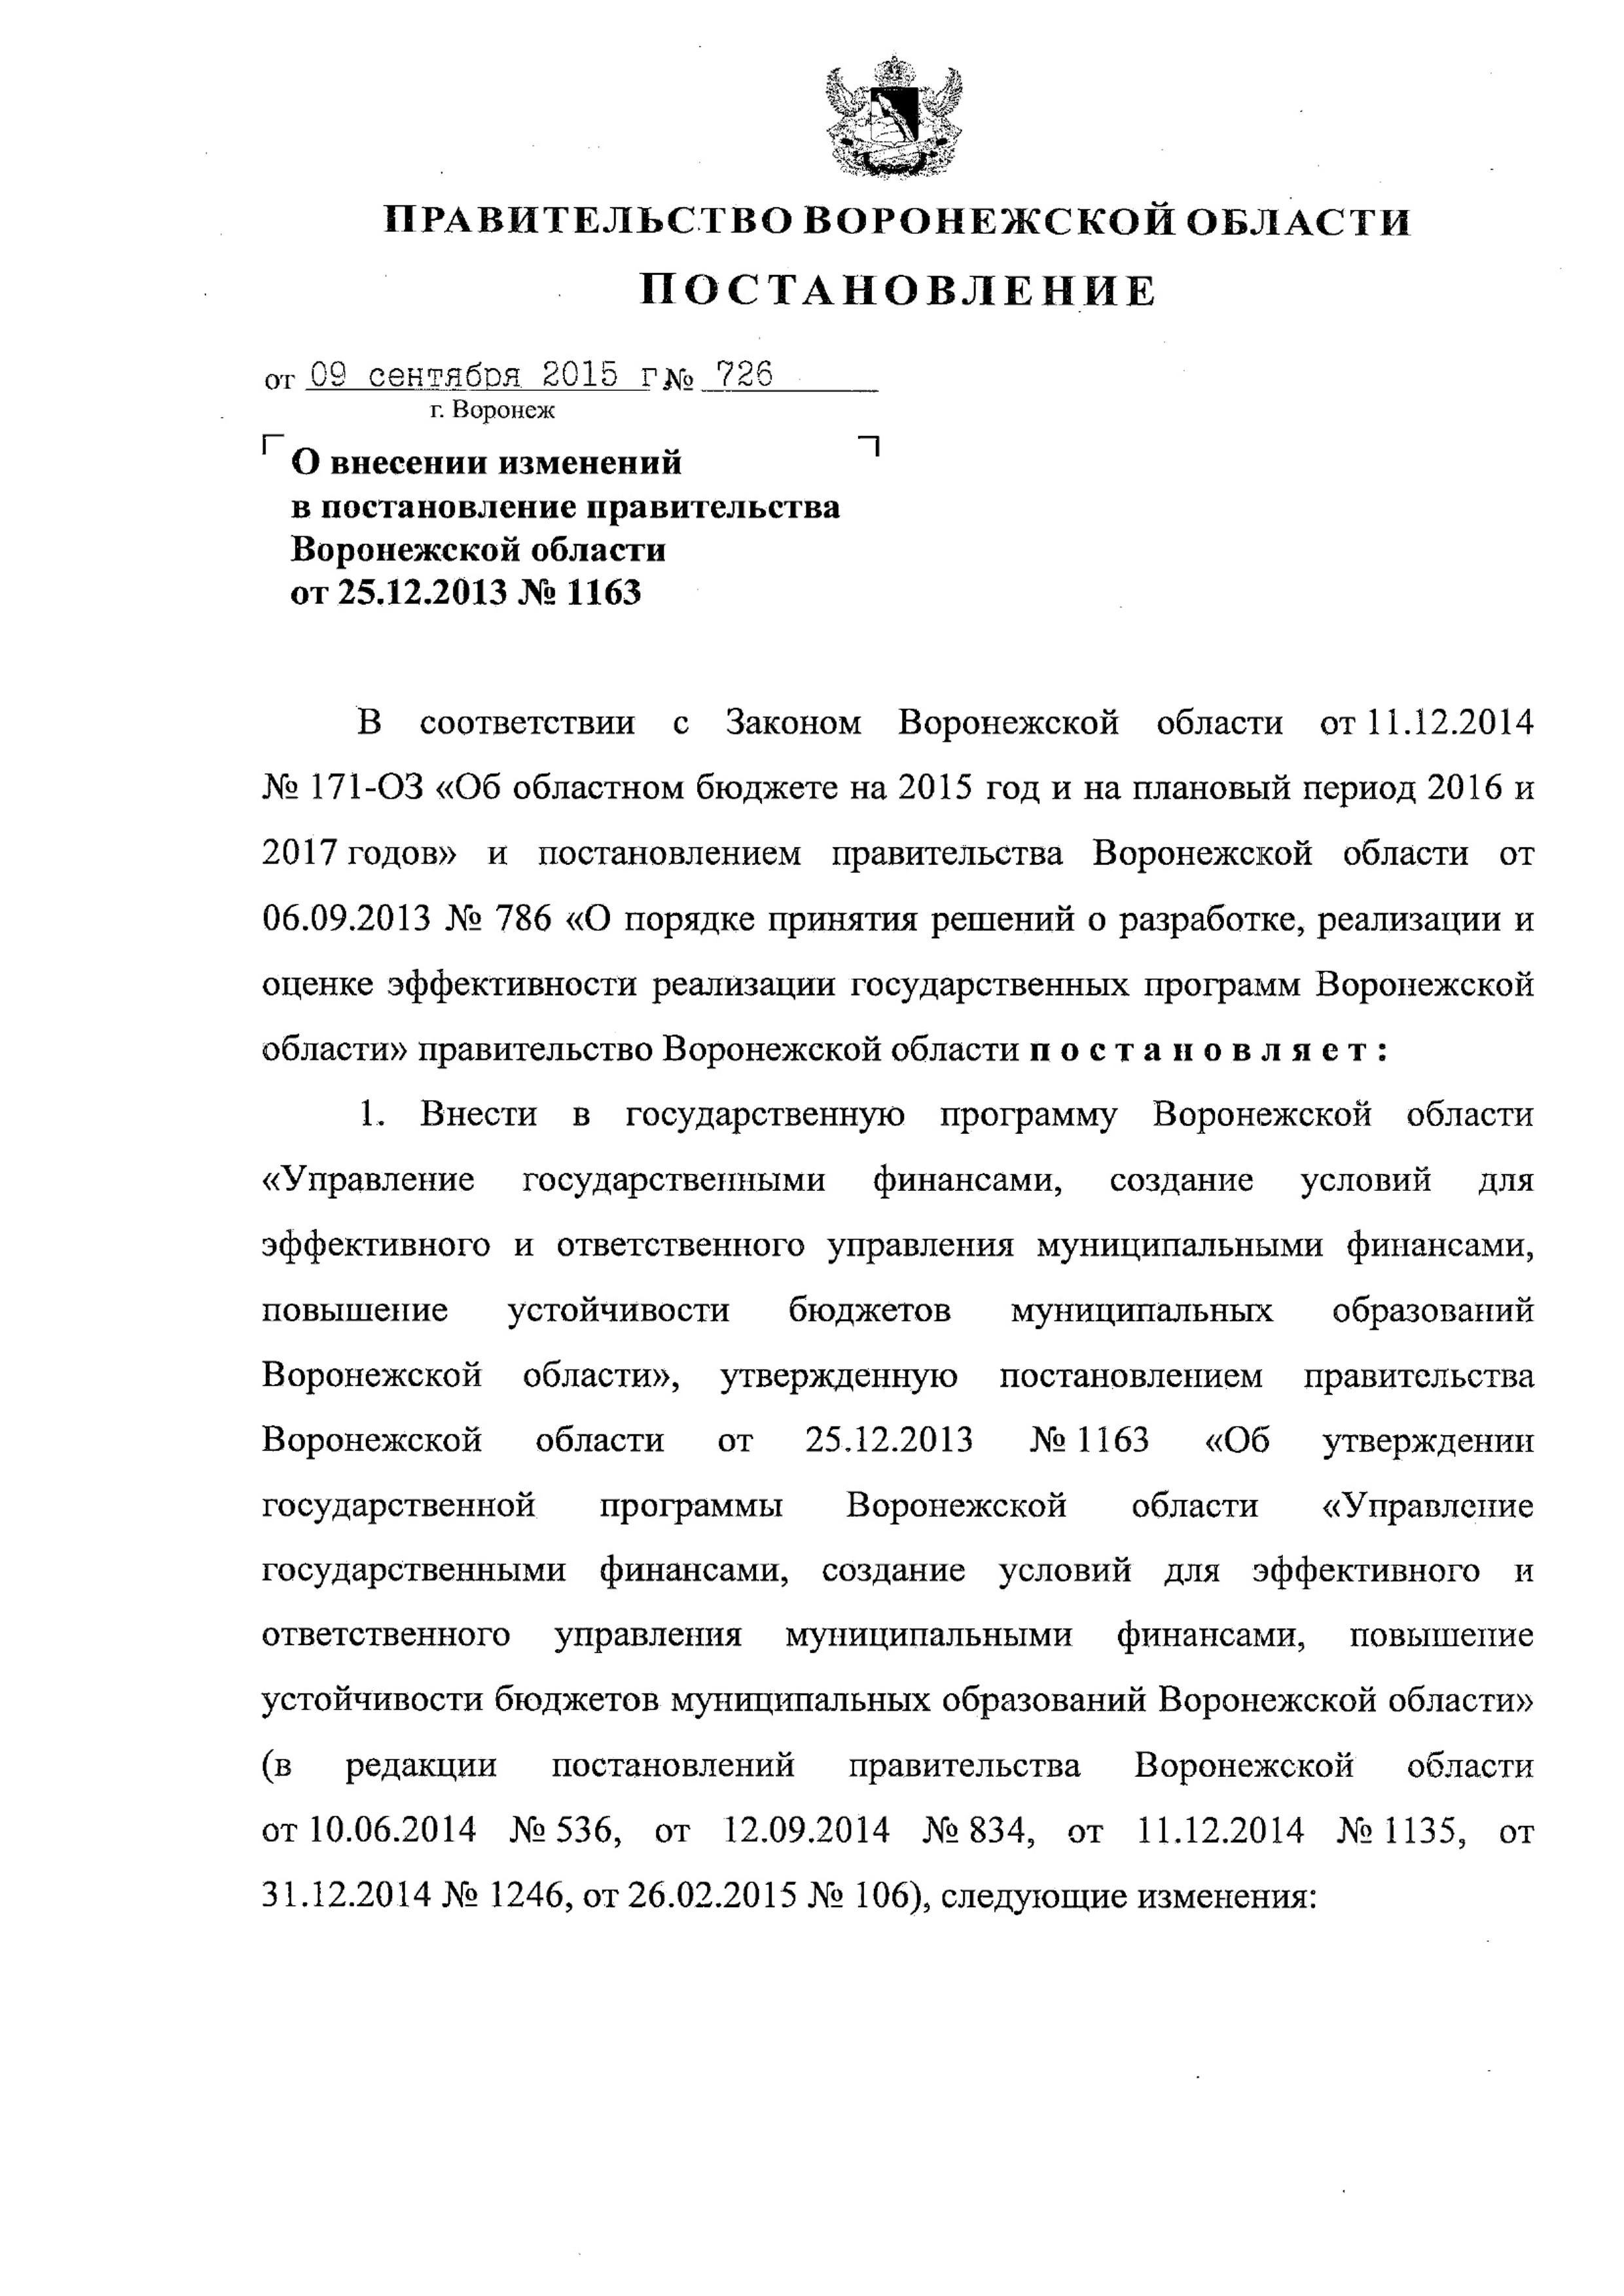 ПРАВИТЕЛЬСТВО ВОРОНЕЖСКОЙ ОБЛАСТИ
ПОСТАНОВЛЕНИЕ
от 09 сентября 2015 г № 726
г. Воронеж
О внесении изменений
в постановление правительства
Воронежской области
от 25.12.2013 № 1163
В соответствии с Законом Воронежской области от 11.12.2014
№ 171-ОЗ «Об областном бюджете на 2015 год и на плановый период 2016 и
2017 годов» и постановлением правительства Воронежской области от
06.09.2013 № 786 «О порядке принятия решений о разработке, реализации и
оценке эффективности реализации государственных программ Воронежской
области» правительство Воронежской области п о с т а н о в л я е т :
1. Внести в государственную программу Воронежской области
«Управление государственными финансами, создание условий для
эффективного и ответственного управления муниципальными финансами,
повышение устойчивости бюджетов муниципальных образований
Воронежской области», утвержденную постановлением правительства
Воронежской области от 25.12.2013 № 1163 «Об утверждении
государственной программы Воронежской области «Управление
государственными финансами, создание условий для эффективного и
ответственного управления муниципальными финансами, повышение
устойчивости бюджетов муниципальных образований Воронежской области»
(в редакции постановлений правительства Воронежской области
от 10.06.2014 № 536, от 12.09.2014 № 834, от 11.12.2014 № 1135, от
31.12.2014 № 1246, от 26.02.2015 № 106), следующие изменения: